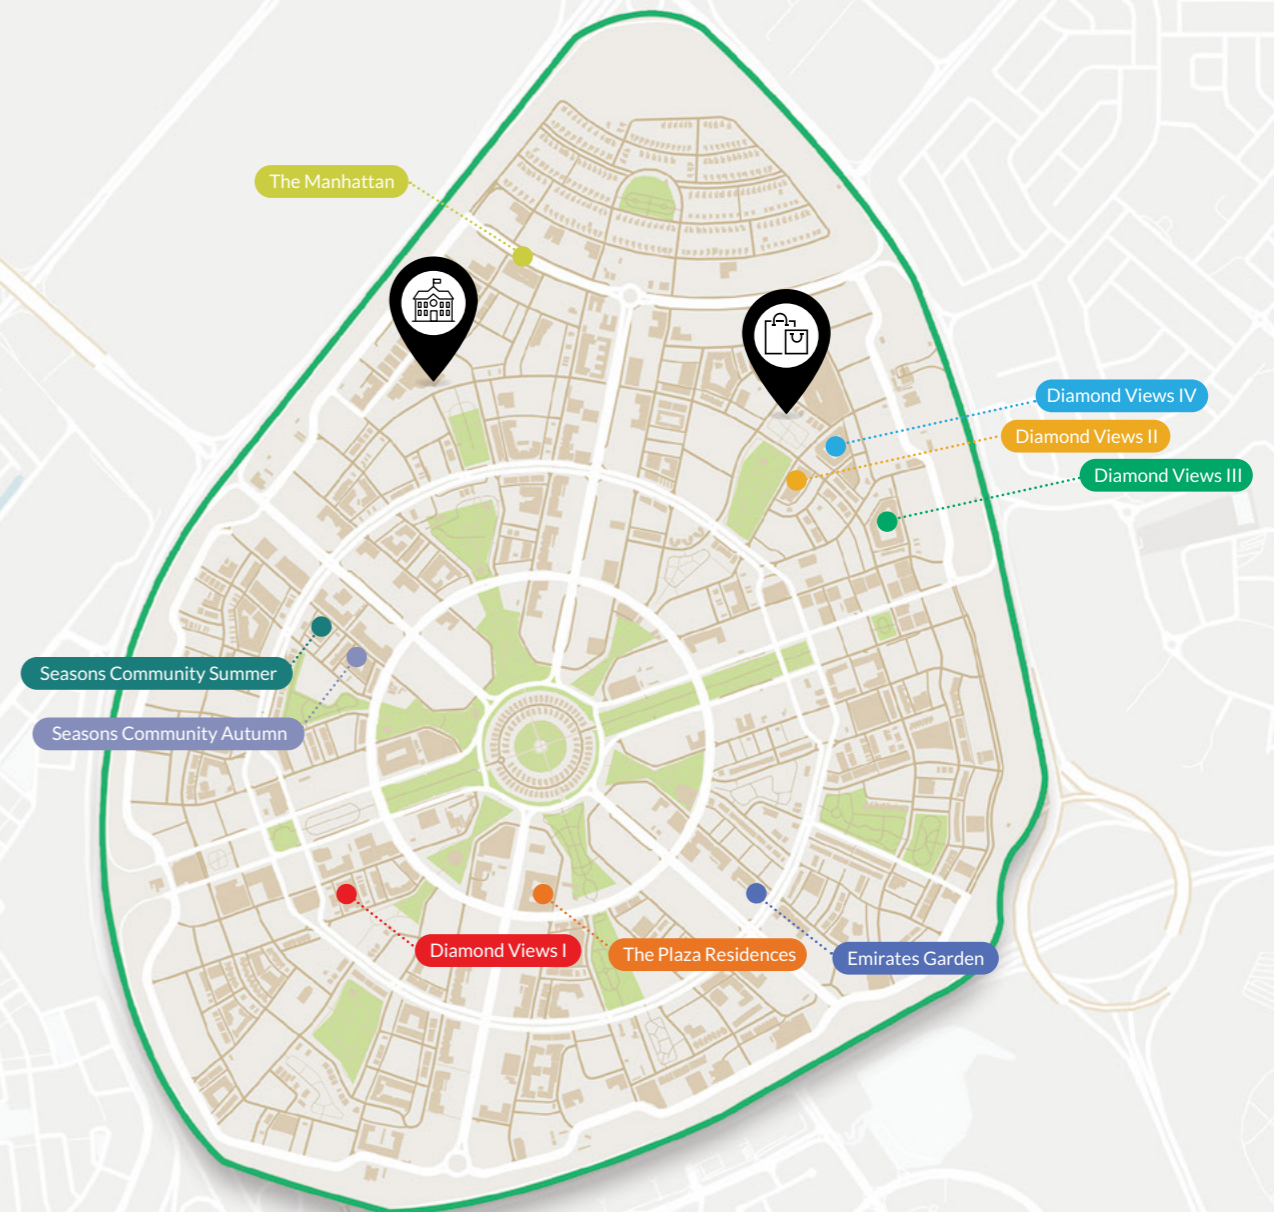 The Manhattan
Diamond Views IV
Diamond Views II
Diamond Views III
Seasons Community Summer
Seasons Community Autumn
Diamond Views I
The Plaza Residences
Emirates Garden